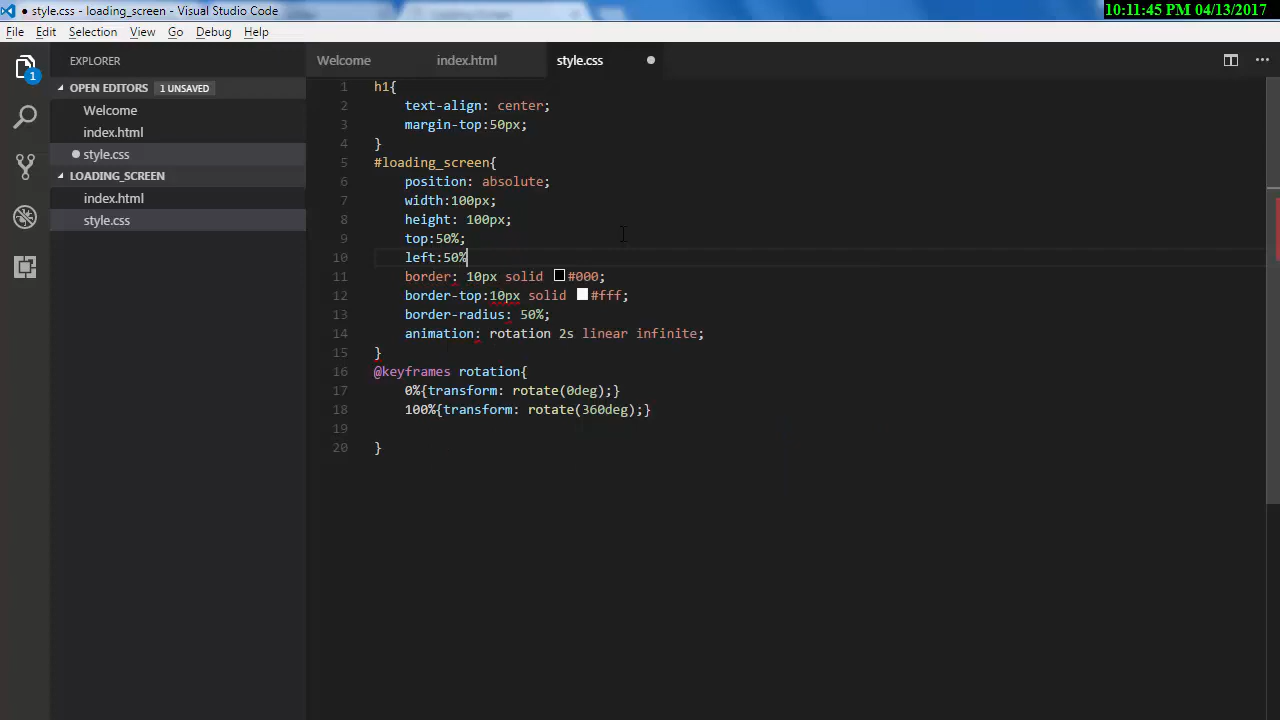 ● style.css - loading_screen - Visual Studio Code
10:11:45 PM 04/13/2017
File Edit Selection View Go Debug Help
EXPLORER
OPEN EDITORS 1 UNSAVED
Welcome
index.html
● style.css
LOADING_SCREEN
index.html
style.css
1
Welcome index.html style.css ●
1 h1{
2 text-align: center;
3 margin-top:50px;
4 }
5 #loading_screen{
6 position: absolute;
7 width:100px;
8 height: 100px;
9 top:50%;
10 left:50%
11 border: 10px solid #000;
12 border-top:10px solid #fff;
13 border-radius: 50%;
14 animation: rotation 2s linear infinite;
15 }
16 @keyframes rotation{
17 0%{transform: rotate(0deg);}
18 100%{transform: rotate(360deg);}
19
20 }